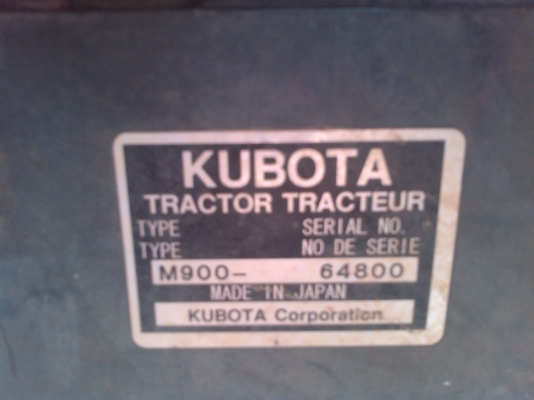 KUBOTA
TRACTOR TRACTEUR
TYPE SERIAL NO.
TYPE NO DE SERIE
M900- 64800
MADE IN JAPAN
KUBOTA Corporation